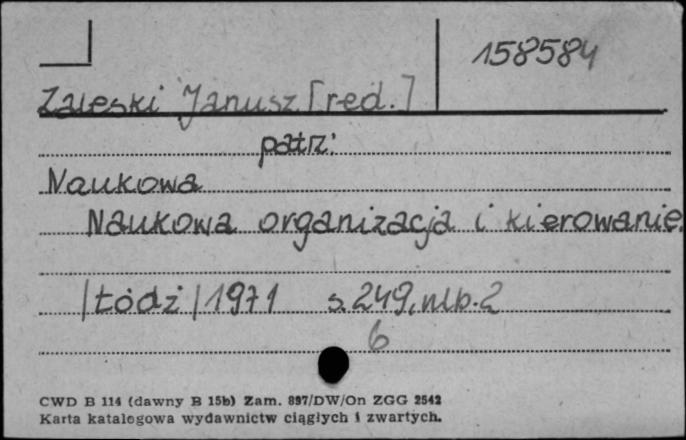 158584
Zaleski Janusz [red.]
patrz:
Naukowa
Naukowa organizacja i kierowanie.
|Łódź| 1971 s. 249, nlb. 2
6
CWD B 114 (dawny B 15b) Zam. 897/DW/On ZGG 2542
Karta katalogowa wydawnictw ciągłych i zwartych.